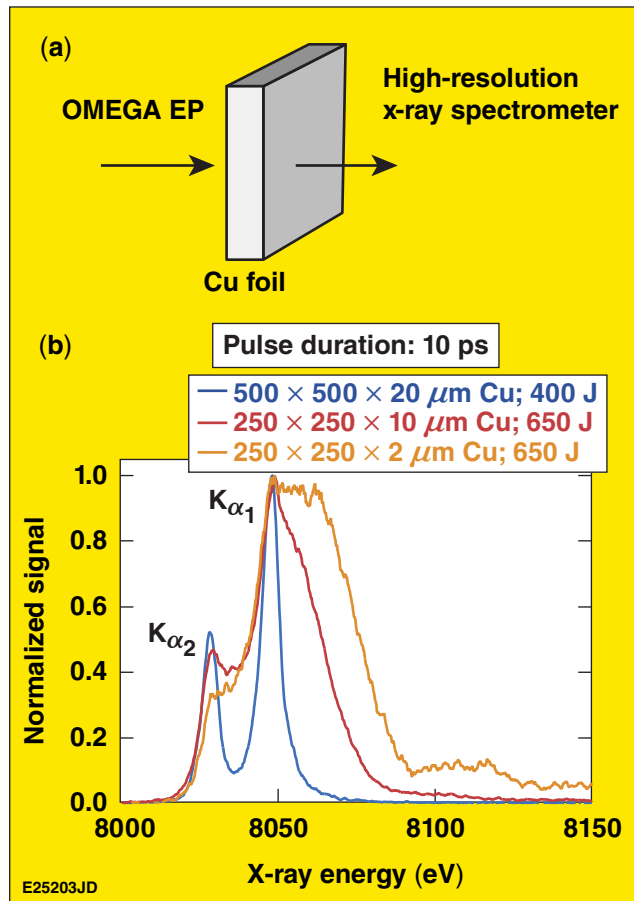 (a)
OMEGA EP
High-resolution
x-ray spectrometer
Cu foil
(b)
Pulse duration: 10 ps
500 × 500 × 20 μm Cu; 400 J
250 × 250 × 10 μm Cu; 650 J
250 × 250 × 2 μm Cu; 650 J
1.0
0.8
0.6
0.4
0.2
0.0
Normalized signal
Kα1
Kα2
8000
8050
8100
8150
X-ray energy (eV)
E25203JD